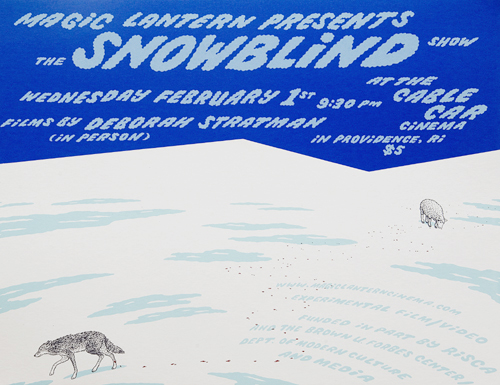 MAGIC LANTERN PRESENTS
THE SNOWBLIND SHOW
WEDNESDAY FEBRUARY 1ST 9:30 PM
AT THE
CABLE
CAR
CINEMA
FILMS BY DEBORAH STRATMAN
(IN PERSON)
IN PROVIDENCE, RI
$5
WWW.MAGICLANTERNCINEMA.COM
EXPERIMENTAL FILM/VIDEO
FUNDED IN PART BY RISCA
AND THE BROWN U FORBES CENTER/
DEPT. OF MODERN CULTURE
AND MEDIA